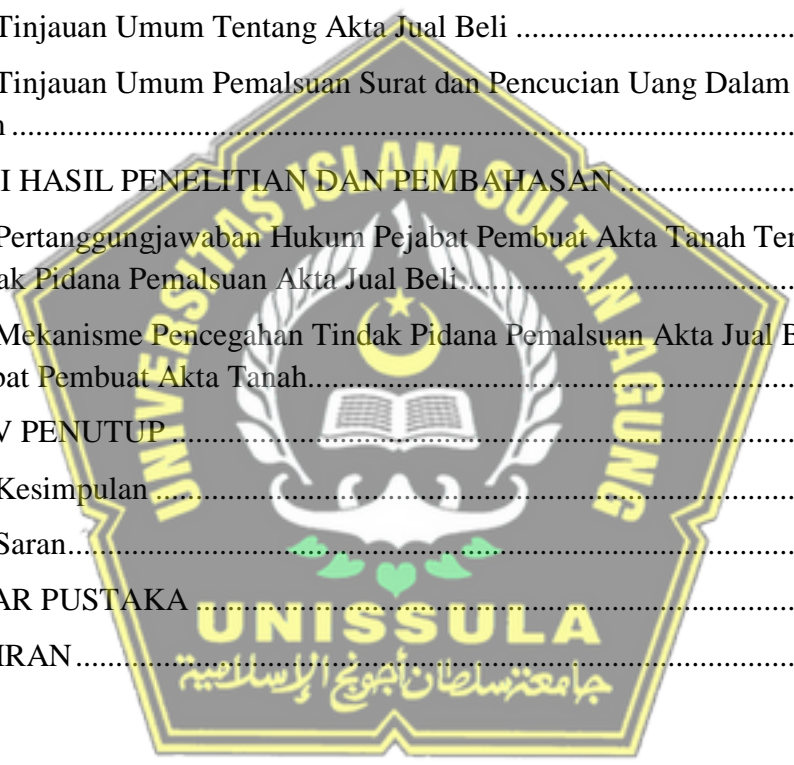 Tinjauan Umum Tentang Akta Jual Beli ........................................
Tinjauan Umum Pemalsuan Surat dan Pencucian Uang Dalam
n ........................................
I HASIL PENELITIAN DAN PEMBAHASAN ........................................
Pertanggungjawaban Hukum Pejabat Pembuat Akta Tanah Ter
ak Pidana Pemalsuan Akta Jual Beli ........................................
Mekanisme Pencegahan Tindak Pidana Pemalsuan Akta Jual B
bat Pembuat Akta Tanah ........................................
V PENUTUP ........................................
Kesimpulan ........................................
Saran ........................................
AR PUSTAKA ........................................
IRAN ........................................
UNIVERSITAS ISLAM SULTAN AGUNG
UNISSULA
جامعتسلطان أجونج الإسلامية